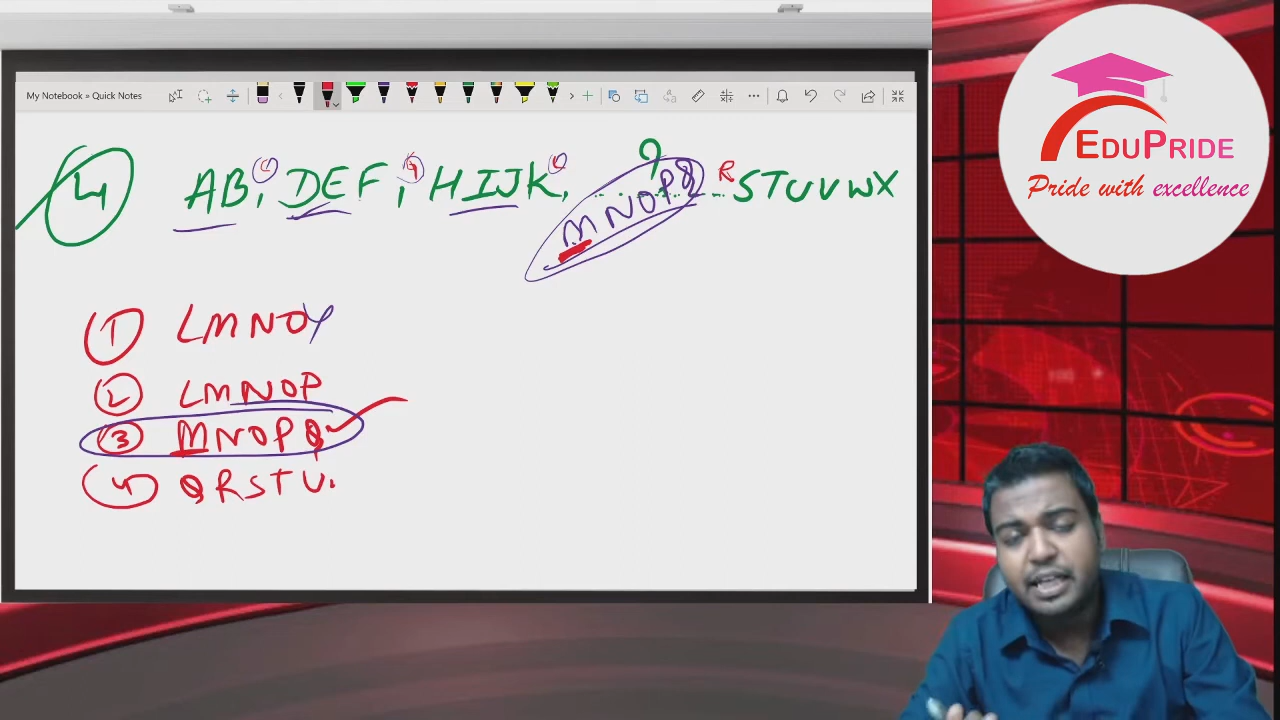 My Notebook » Quick Notes
EDUPRIDE
Pride with excellence
4 AB, C DEF, G HIJK, L ........?........ R STUVWX
MNOPQ
1 LMNO
2 LMNOP
3 MNOPQ
4 QRSTU.